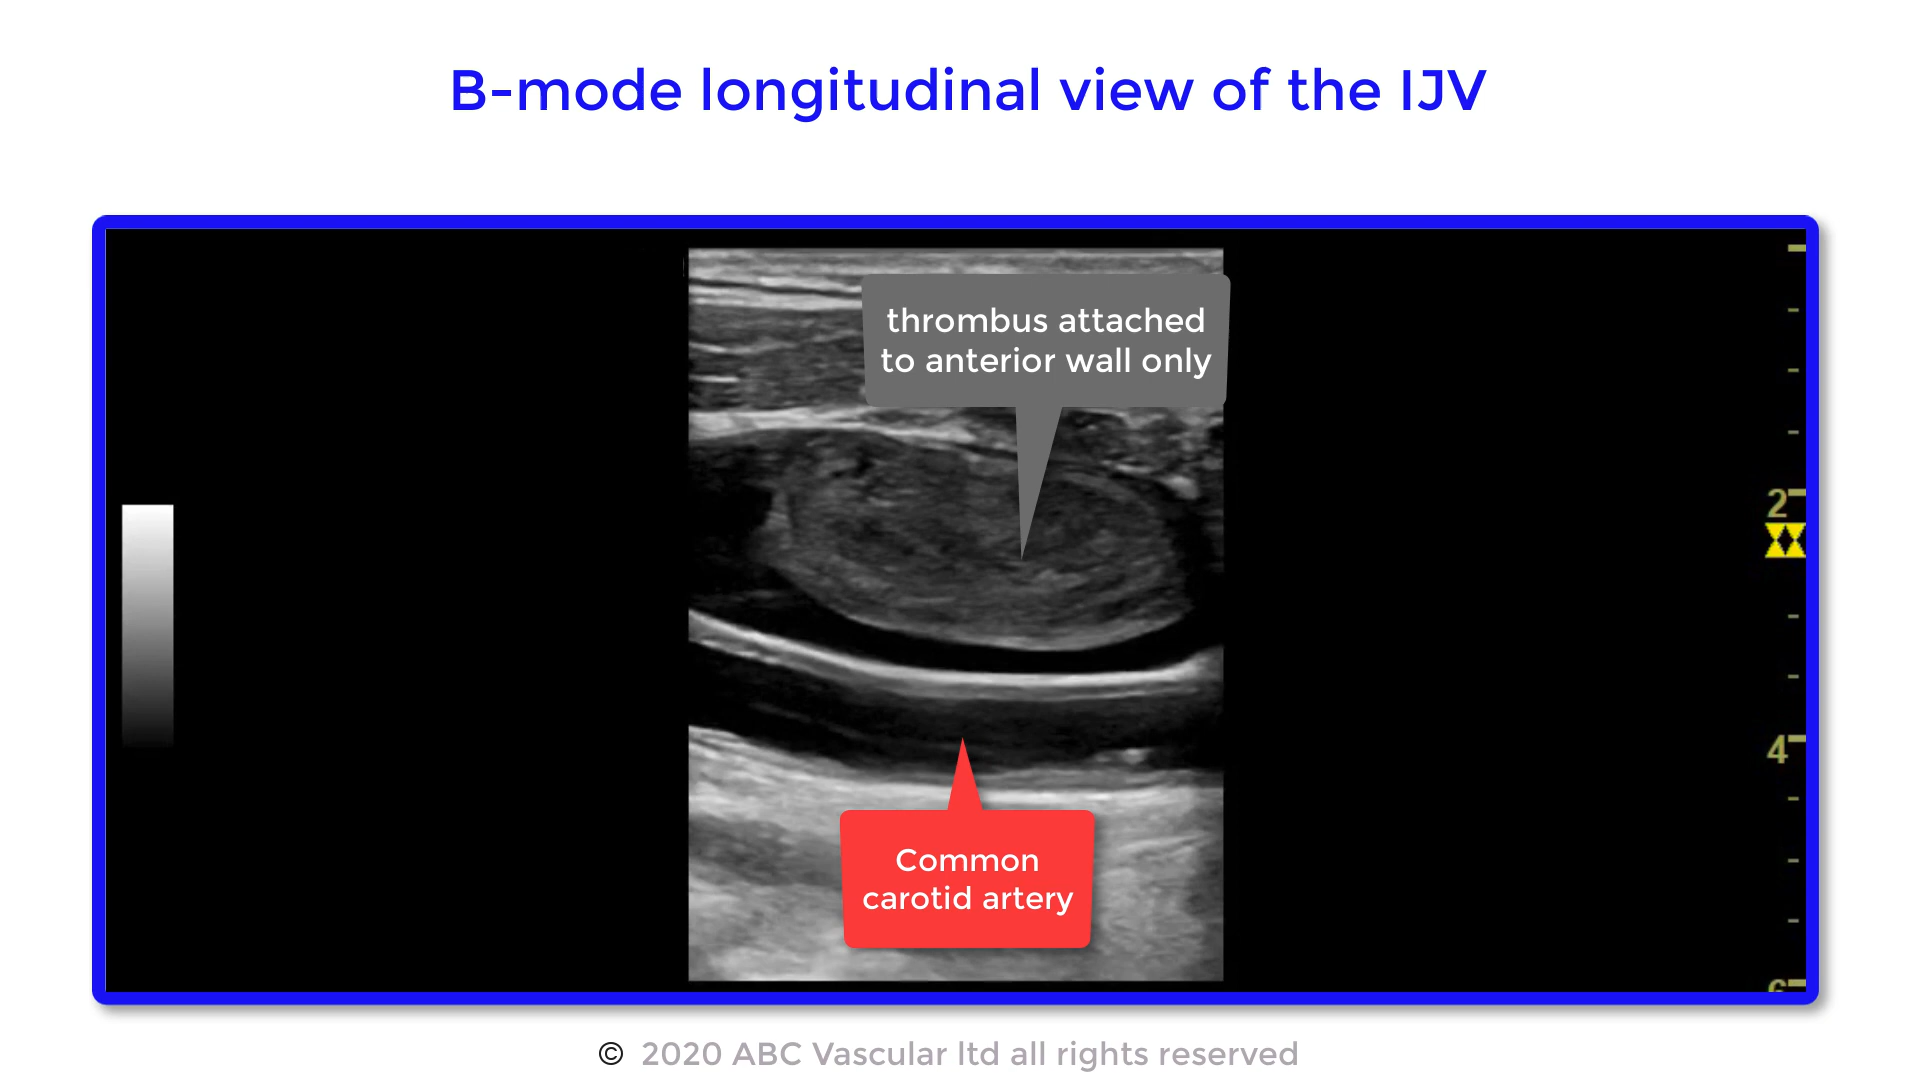 B-mode longitudinal view of the IJV
thrombus attached
to anterior wall only
2
4
6
Common
carotid artery
© 2020 ABC Vascular ltd all rights reserved